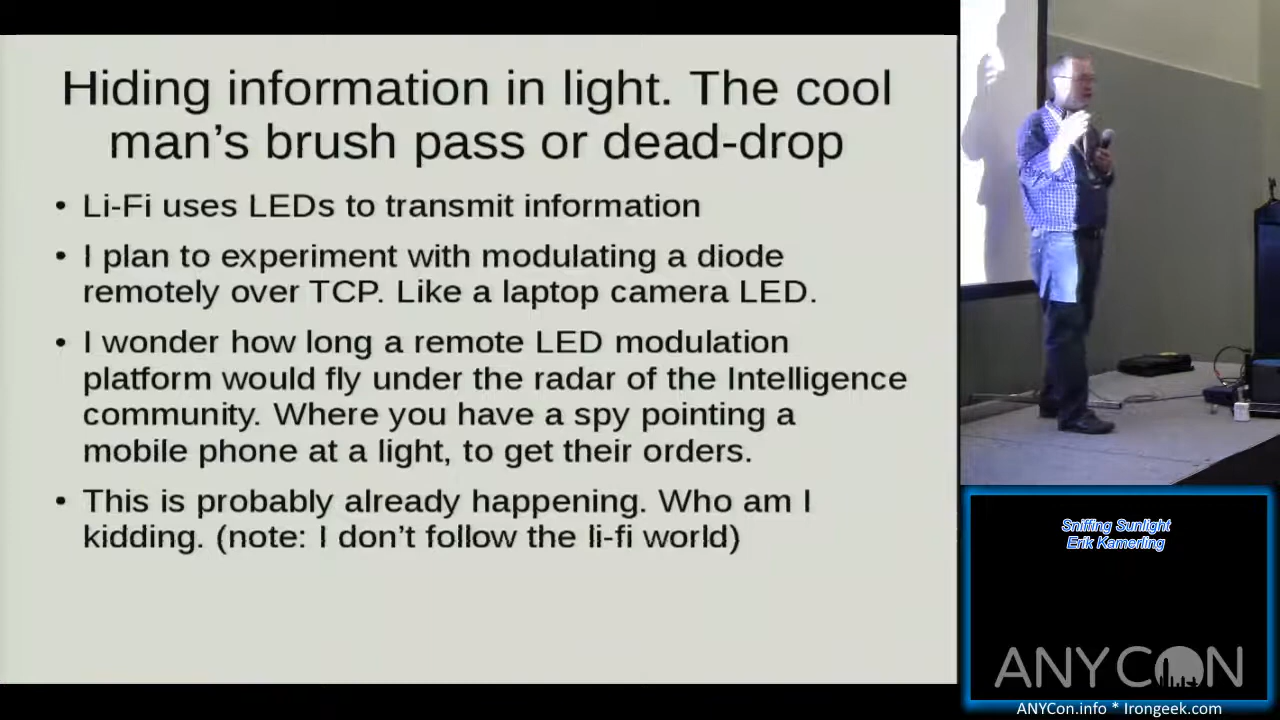 Hiding information in light. The cool
man's brush pass or dead-drop
• Li-Fi uses LEDs to transmit information
• I plan to experiment with modulating a diode
remotely over TCP. Like a laptop camera LED.
• I wonder how long a remote LED modulation
platform would fly under the radar of the Intelligence
community. Where you have a spy pointing a
mobile phone at a light, to get their orders.
• This is probably already happening. Who am I
kidding. (note: I don't follow the li-fi world)
Sniffing Sunlight
Erik Kamerling
ANYCON
ANYCon.info * Irongeek.com